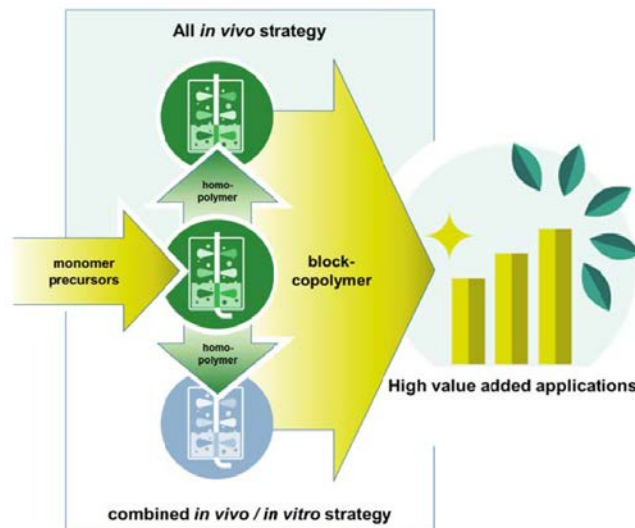 All in vivo strategy
homo-
polymer
monomer
precursors
block-
copolymer
homo-
polymer
High value added applications
combined in vivo / in vitro strategy